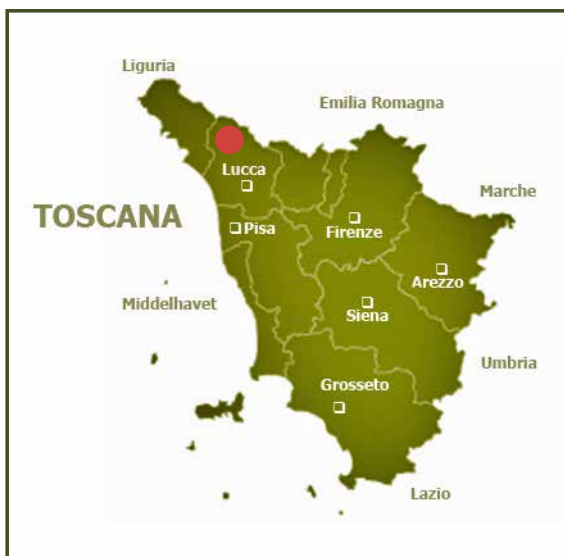 Liguria
Emilia Romagna
Lucca
Marche
TOSCANA
Pisa
Firenze
Arezzo
Middelhavet
Siena
Umbria
Grosseto
Lazio